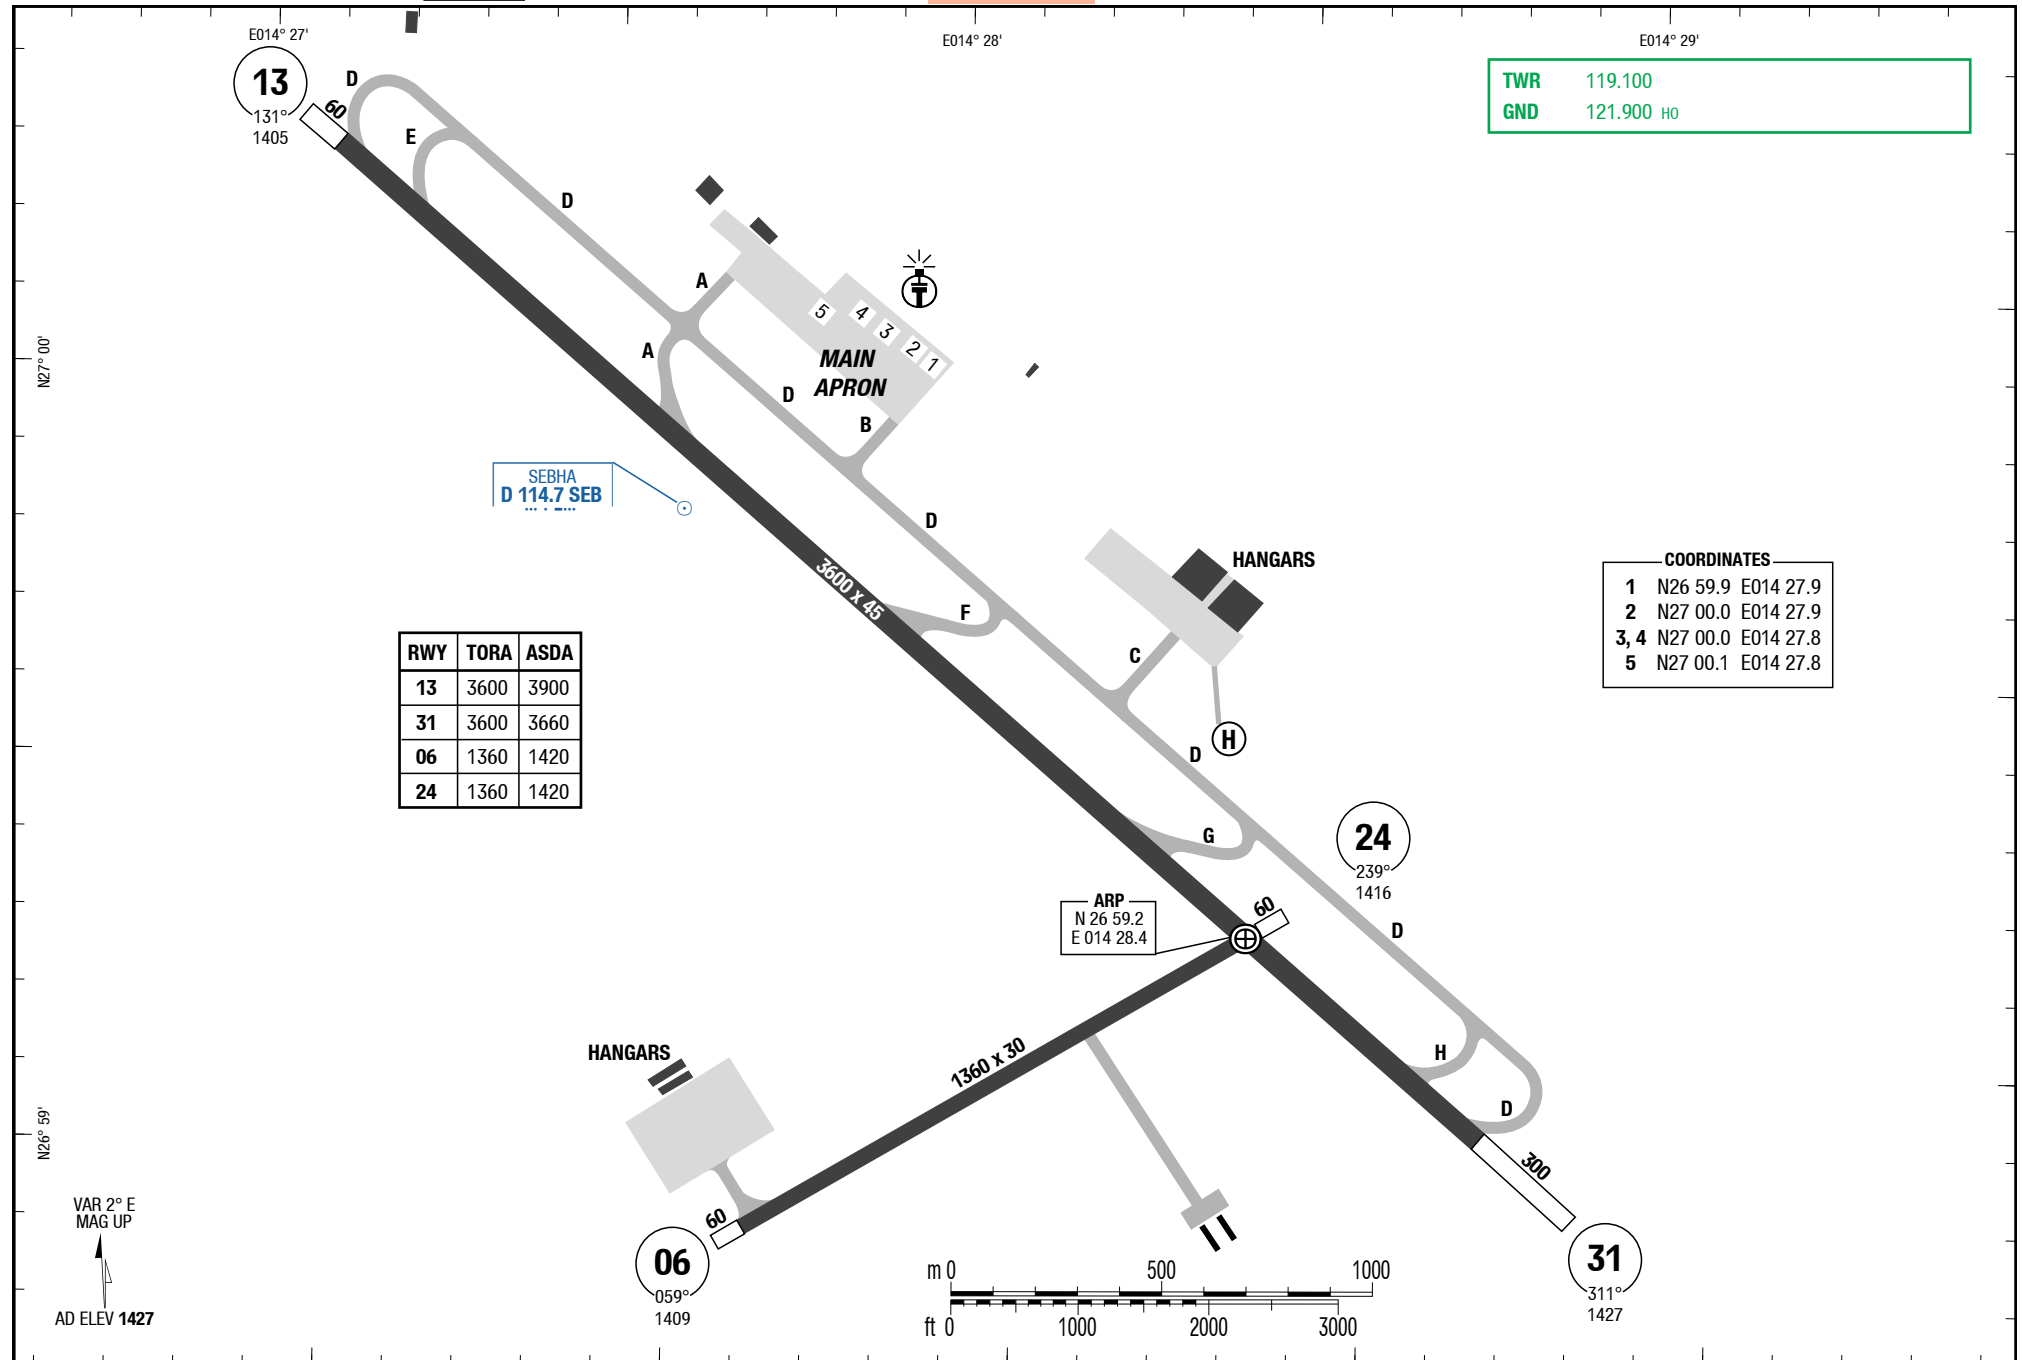 E014° 27'
E014° 28'
E014° 29'
13
131°
1405
60
D
E
D
TWR 119.100
GND 121.900 HO
A
A
5
4
3
2
1
MAIN
APRON
D
B
N27° 00'
SEBHA
D 114.7 SEB
D
HANGARS
3600 x 45
F
C
COORDINATES
1 N26 59.9 E014 27.9
2 N27 00.0 E014 27.9
3, 4 N27 00.0 E014 27.8
5 N27 00.1 E014 27.8
RWY TORA ASDA
13 3600 3900
31 3600 3660
06 1360 1420
24 1360 1420
H
D
G
24
239°
1416
ARP
N 26 59.2
E 014 28.4
60
D
HANGARS
1360 x 30
H
D
N26° 59'
300
60
06
059°
1409
31
311°
1427
VAR 2° E
MAG UP
AD ELEV 1427
m 0 500 1000
ft 0 1000 2000 3000